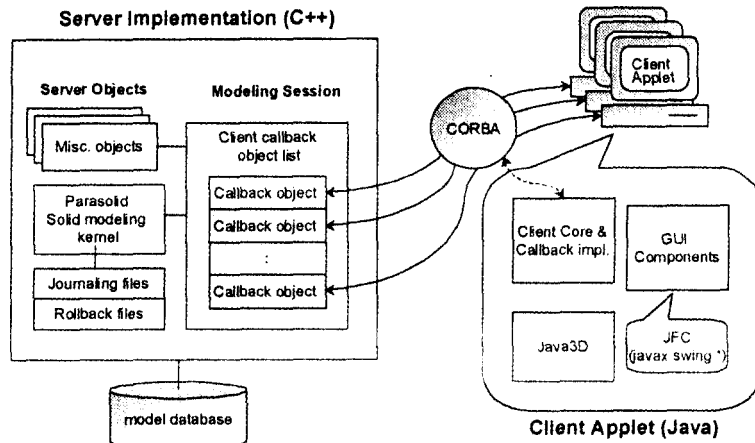 Server Implementation (C++)
Server Objects
Modeling Session
Misc. objects
Client callback
object list
Parasolid
Solid modeling
kernel
Callback object
Callback object
:
Callback object
Journaling files
Rollback files
model database
CORBA
Client
Applet
Client Core &
Callback impl.
GUI
Components
Java3D
JFC
(javax swing *)
Client Applet (Java)